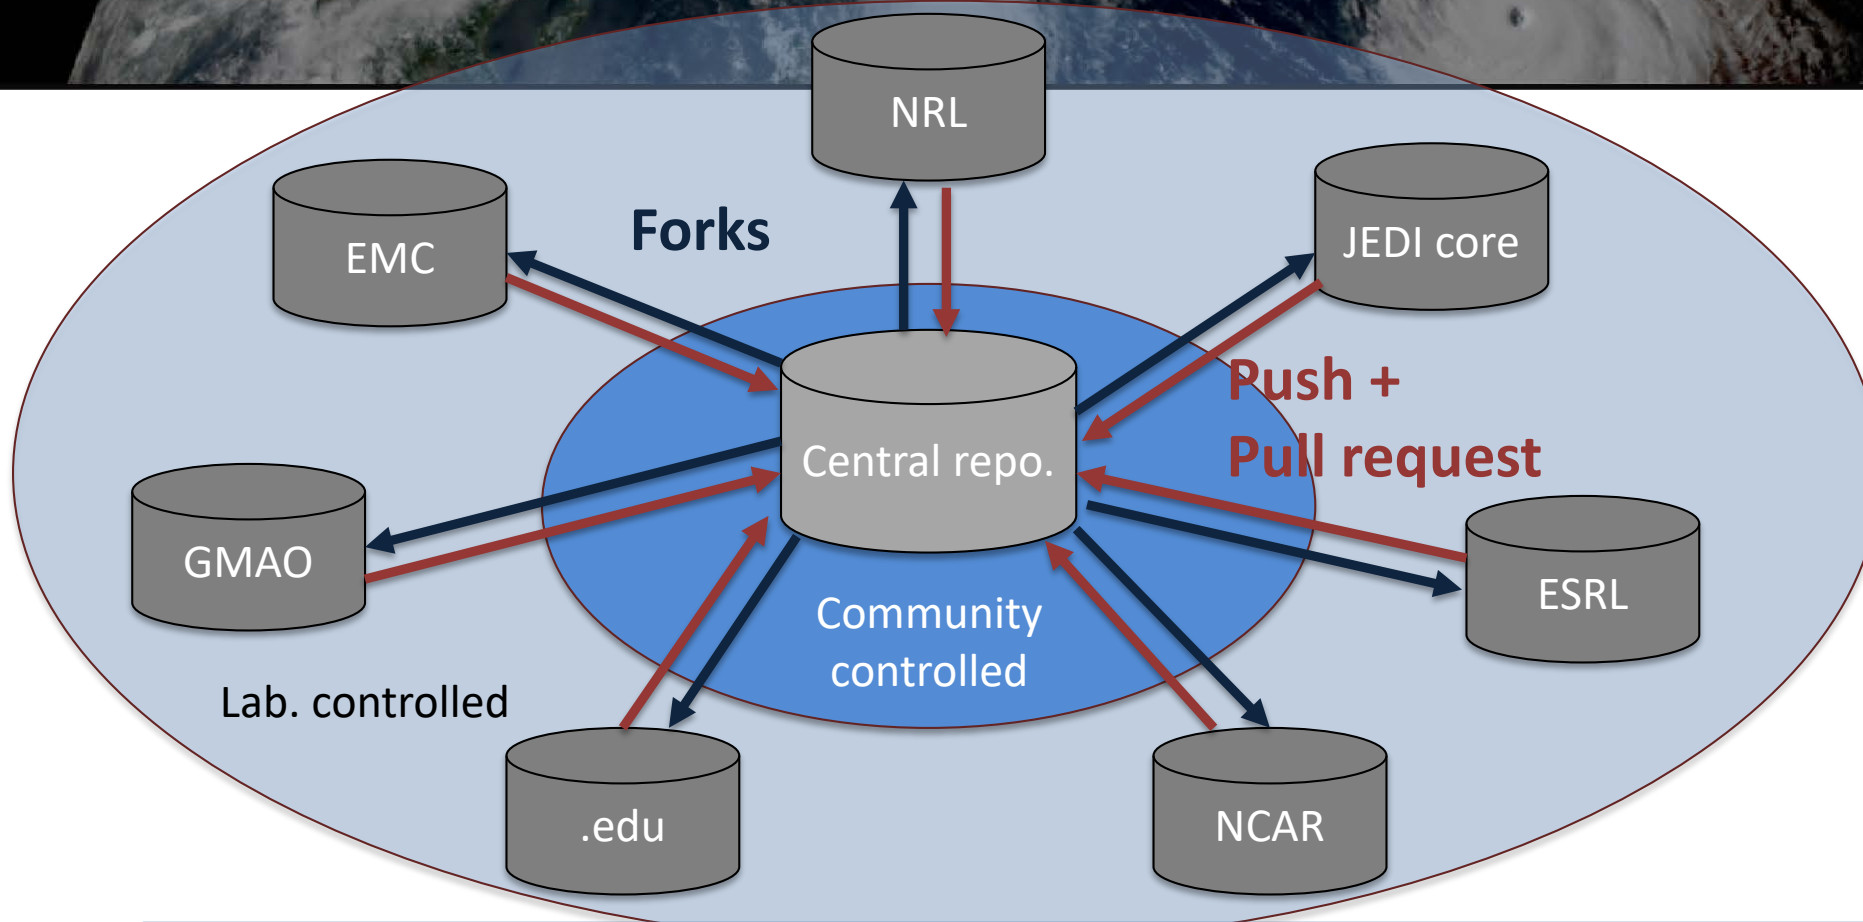 NRL
EMC
Forks
JEDI core
Push +
Pull request
Central repo.
GMAO
ESRL
Community
controlled
Lab. controlled
.edu
NCAR